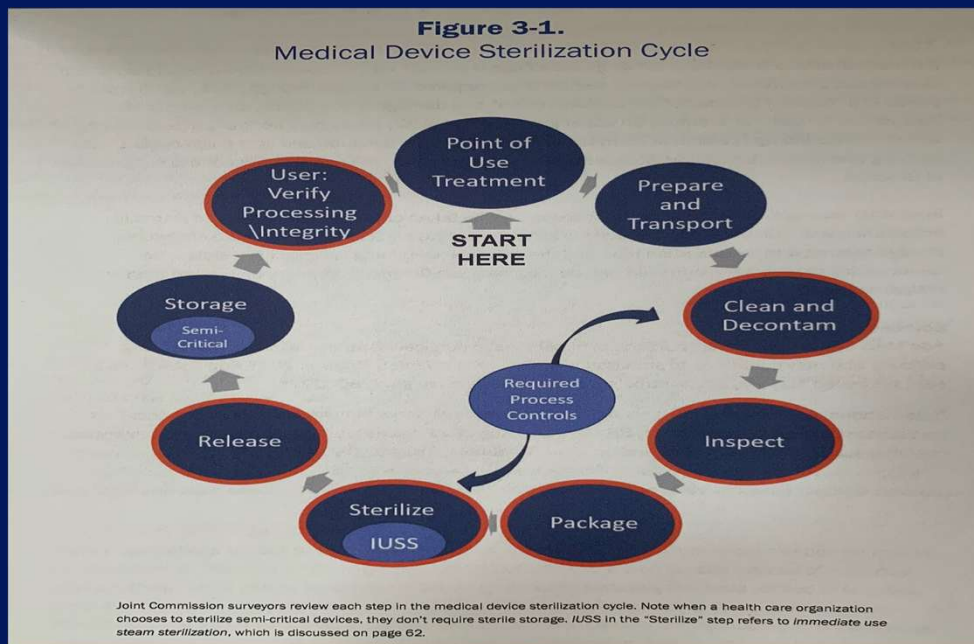 Figure 3-1.
Medical Device Sterilization Cycle
Point of
Use
Treatment
Prepare
and
Transport
Clean and
Decontam
Inspect
Package
Sterilize
IUSS
Release
Storage
Semi-
Critical
User:
Verify
Processing
\Integrity
START
HERE
Required
Process
Controls
Joint Commission surveyors review each step in the medical device sterilization cycle. Note when a health care organization
chooses to sterilize semi-critical devices, they don't require sterile storage. IUSS in the "Sterilize" step refers to immediate use
steam sterilization, which is discussed on page 62.